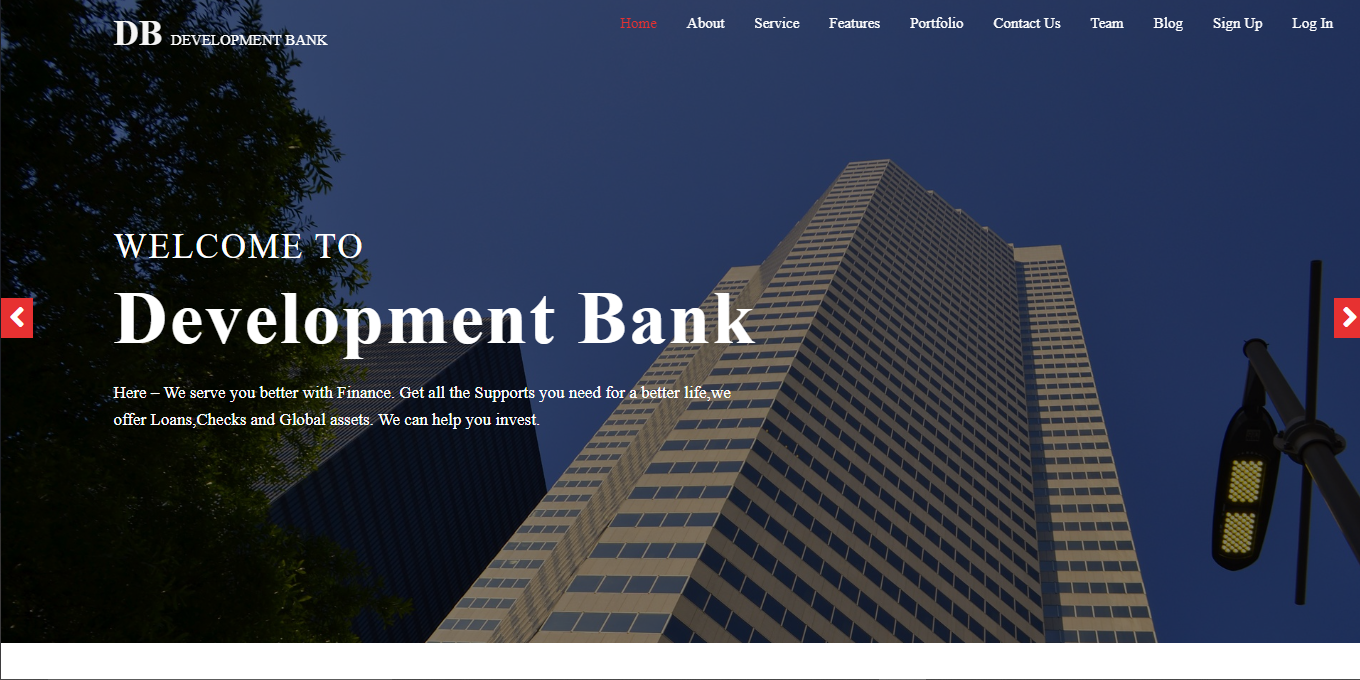 DB DEVELOPMENT BANK
Home About Service Features Portfolio Contact Us Team Blog Sign Up Log In
WELCOME TO
Development Bank
Here – We serve you better with Finance. Get all the Supports you need for a better life,we
offer Loans,Checks and Global assets. We can help you invest.